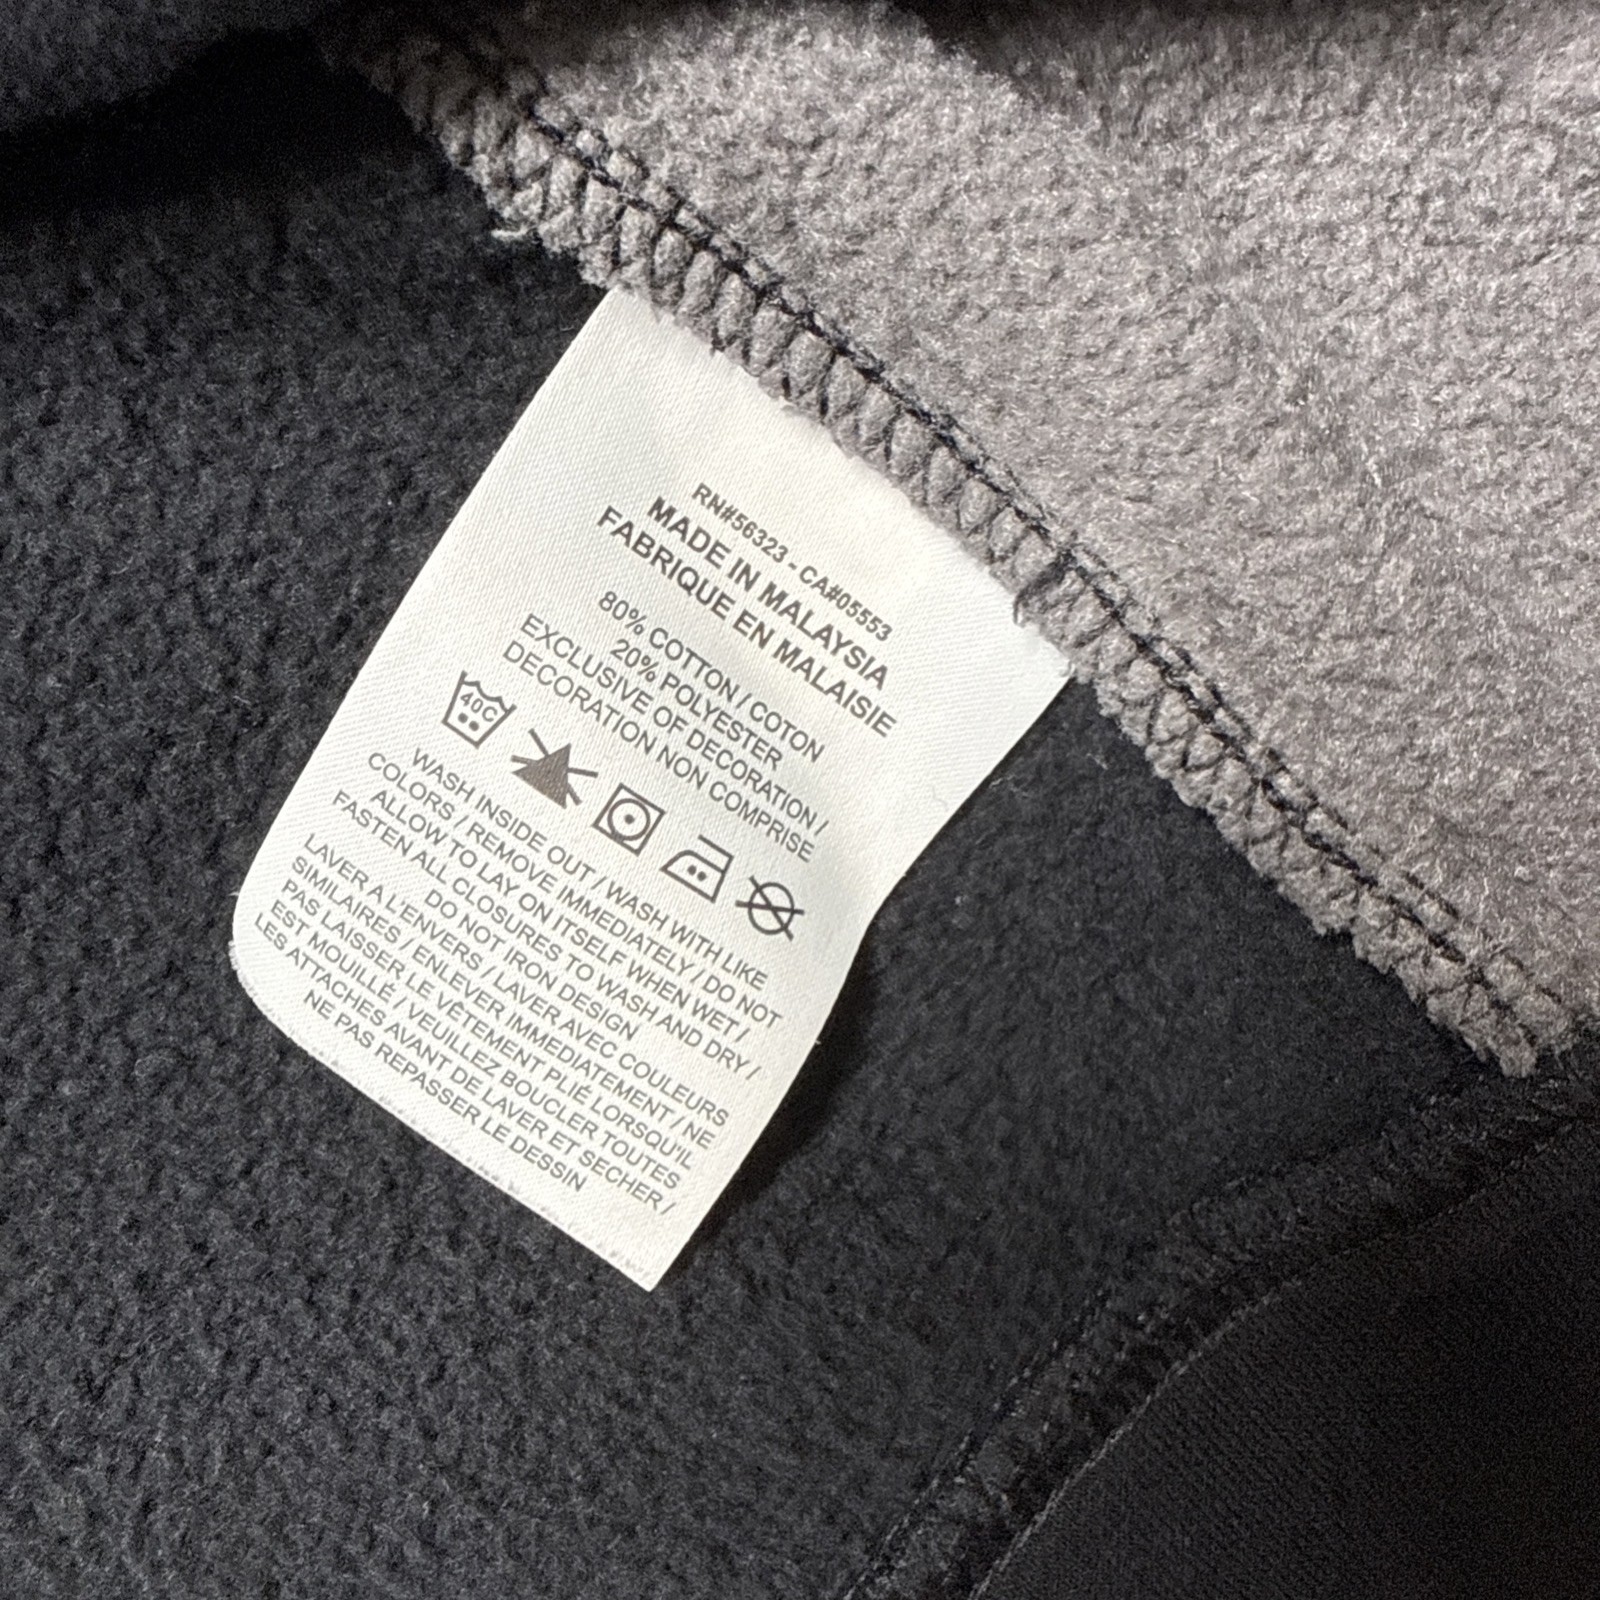 RN#56323 - CA#05553
MADE IN MALAYSIA
FABRIQUE EN MALAISIE
80% COTTON / COTON
20% POLYESTER
EXCLUSIVE OF DECORATION /
DECORATION NON COMPRISE
40C
WASH INSIDE OUT / WASH WITH LIKE
COLORS / REMOVE IMMEDIATELY / DO NOT
ALLOW TO LAY ON ITSELF WHEN WET /
FASTEN ALL CLOSURES TO WASH AND DRY /
DO NOT IRON DESIGN
LAVER A L'ENVERS / LAVER AVEC COULEURS
SIMILAIRES / ENLEVER IMMEDIATEMENT / NE
PAS LAISSER LE VÊTEMENT PLIÉ LORSQU'IL
EST MOUILLÉ / VEUILLEZ BOUCLER TOUTES
LES ATTACHES AVANT DE LAVER ET SECHER /
NE PAS REPASSER LE DESSIN